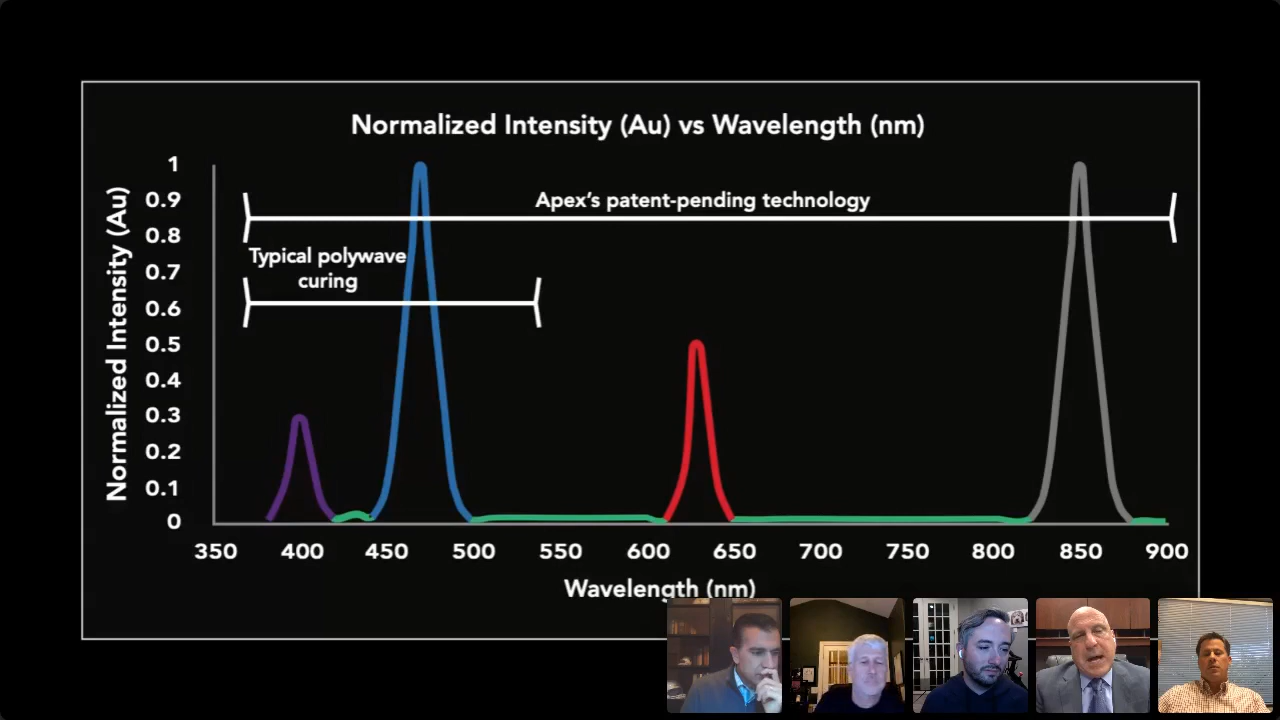 Normalized Intensity (Au) vs Wavelength (nm)
Normalized Intensity (Au)
1
0.9
0.8
0.7
0.6
0.5
0.4
0.3
0.2
0.1
0
Apex’s patent-pending technology
Typical polywave
curing
350 400 450 500 550 600 650 700 750 800 850 900
Wavelength (nm)